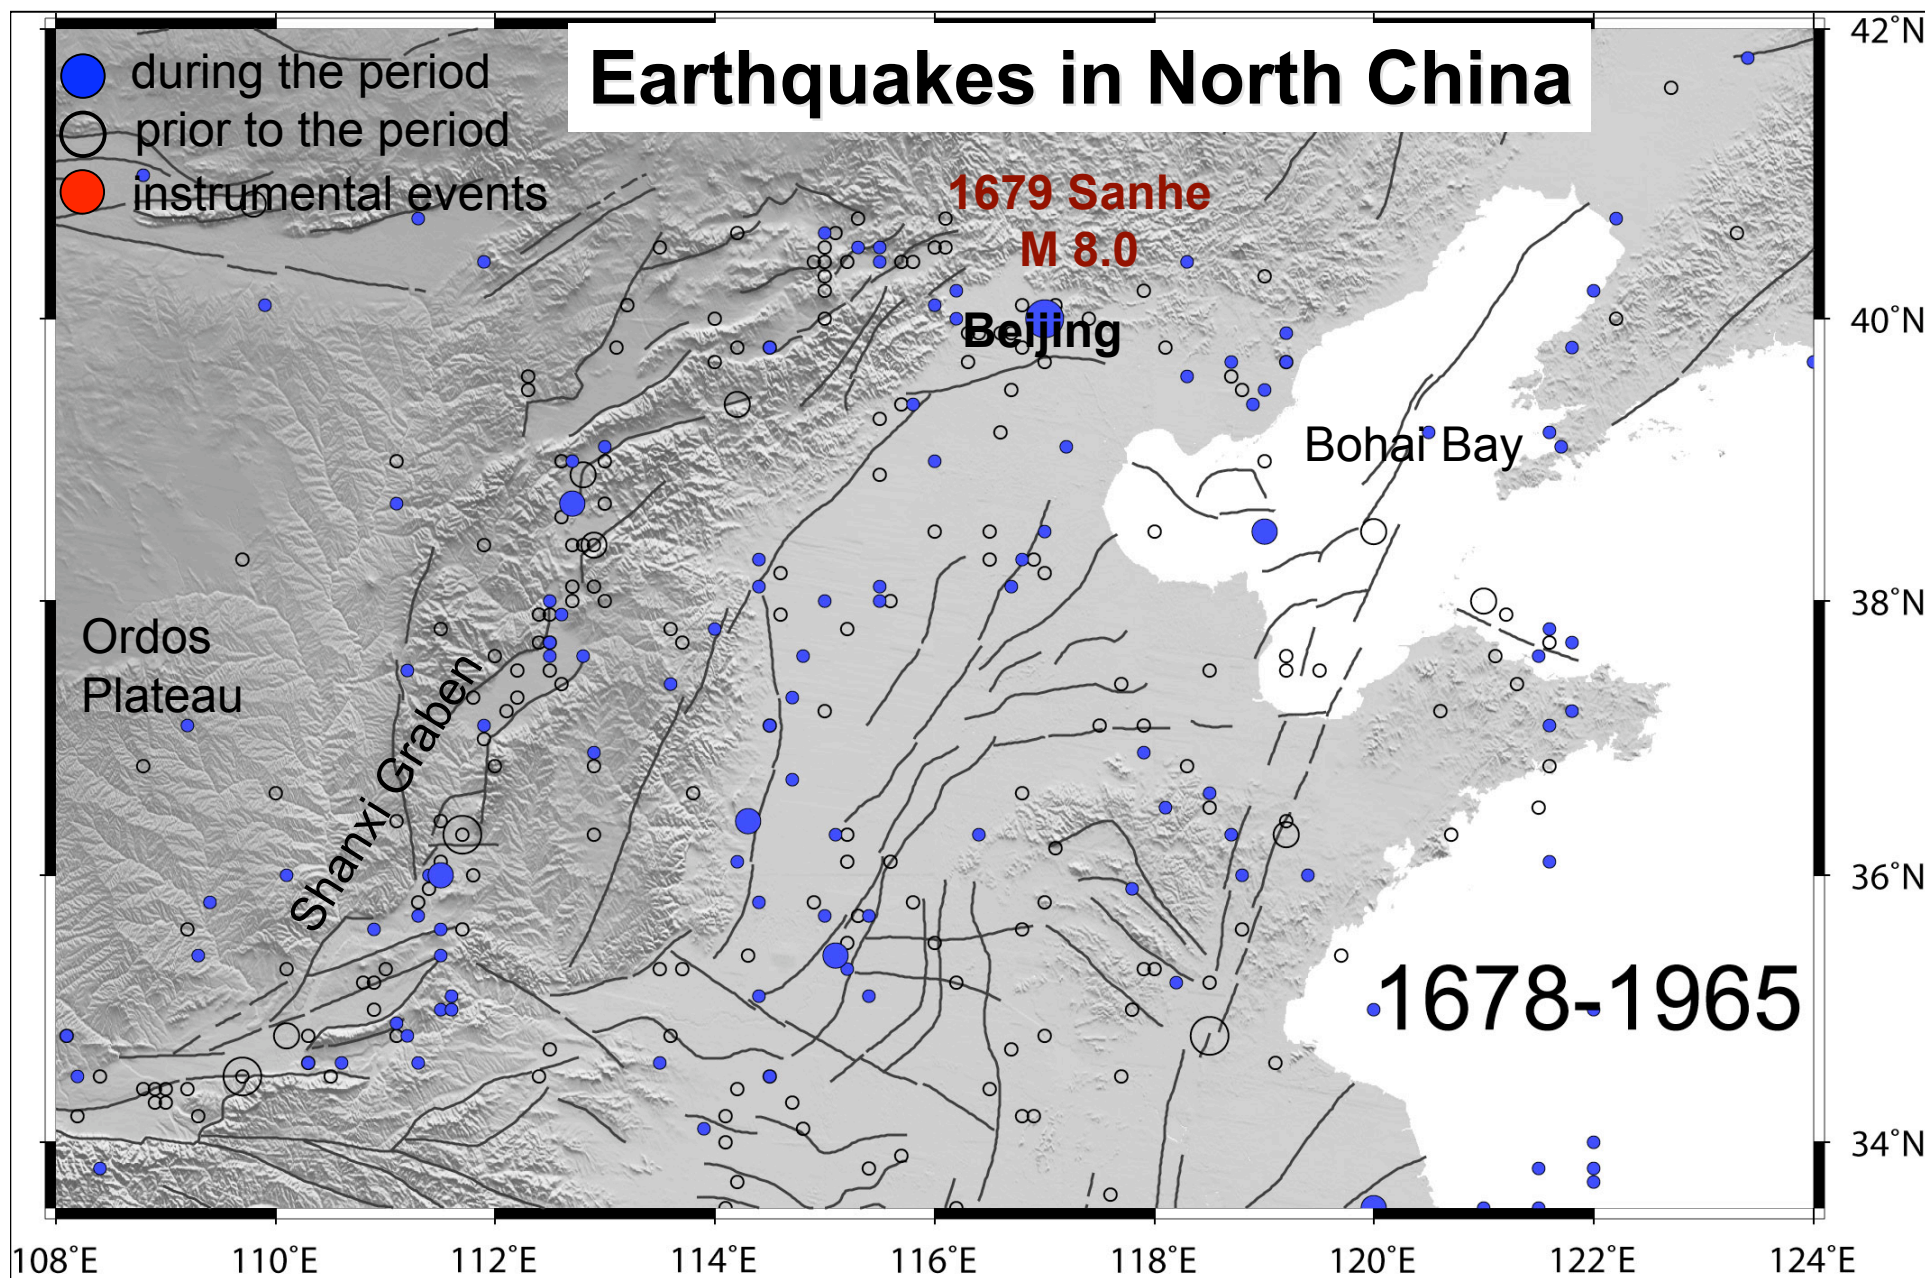 Earthquakes in North China
during the period
prior to the period
instrumental events
1679 Sanhe
M 8.0
Beijing
Bohai Bay
Ordos
Plateau
Shanxi Graben
1678-1965
42°N
40°N
38°N
36°N
34°N
108°E
110°E
112°E
114°E
116°E
118°E
120°E
122°E
124°E